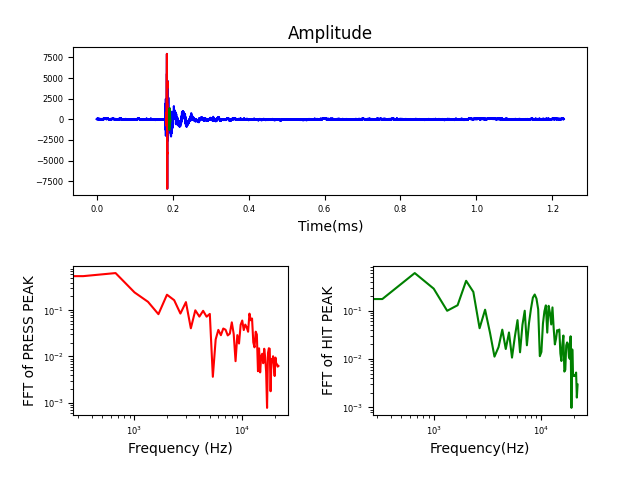 Amplitude
7500
5000
2500
0
−2500
−5000
−7500
0.0 0.2 0.4 0.6 0.8 1.0 1.2
Time(ms)
FFT of PRESS PEAK
10⁻¹
10⁻²
10⁻³
10³ 10⁴
Frequency (Hz)
FFT of HIT PEAK
10⁻¹
10⁻²
10⁻³
10³ 10⁴
Frequency(Hz)